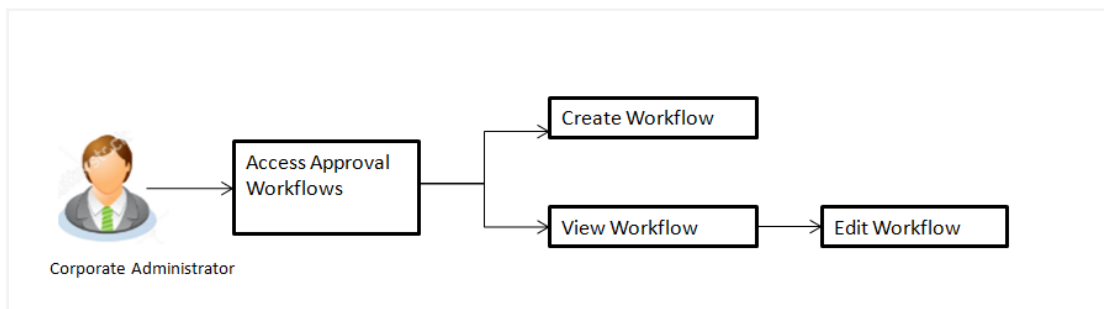 Create Workflow
Access Approval
Workflows
View Workflow
Edit Workflow
Corporate Administrator